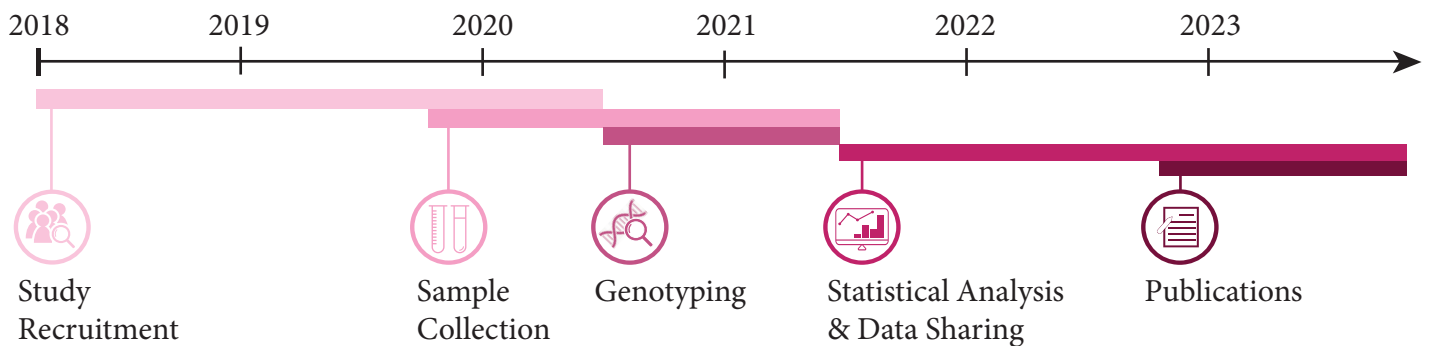 2018 2019 2020 2021 2022 2023
Study
Recruitment
Sample
Collection
Genotyping
Statistical Analysis
& Data Sharing
Publications